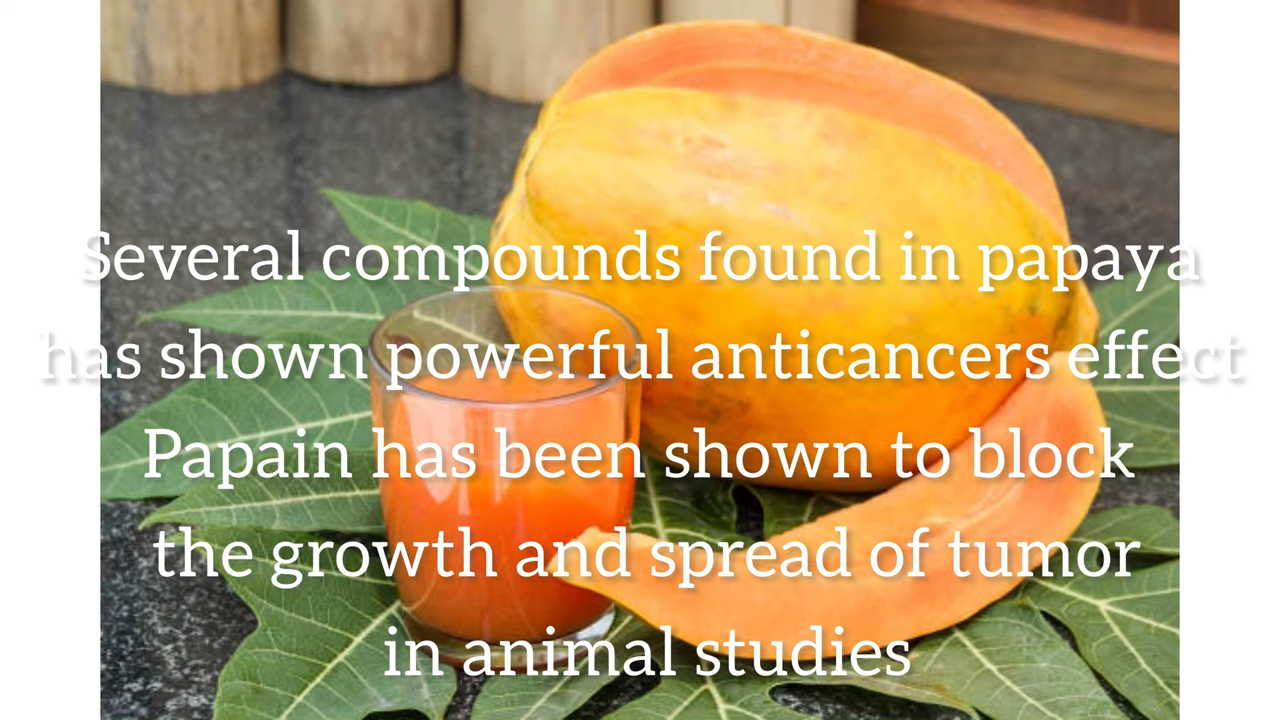 Several compounds found in papaya
has shown powerful anticancers effect
Papain has been shown to block
the growth and spread of tumor
in animal studies